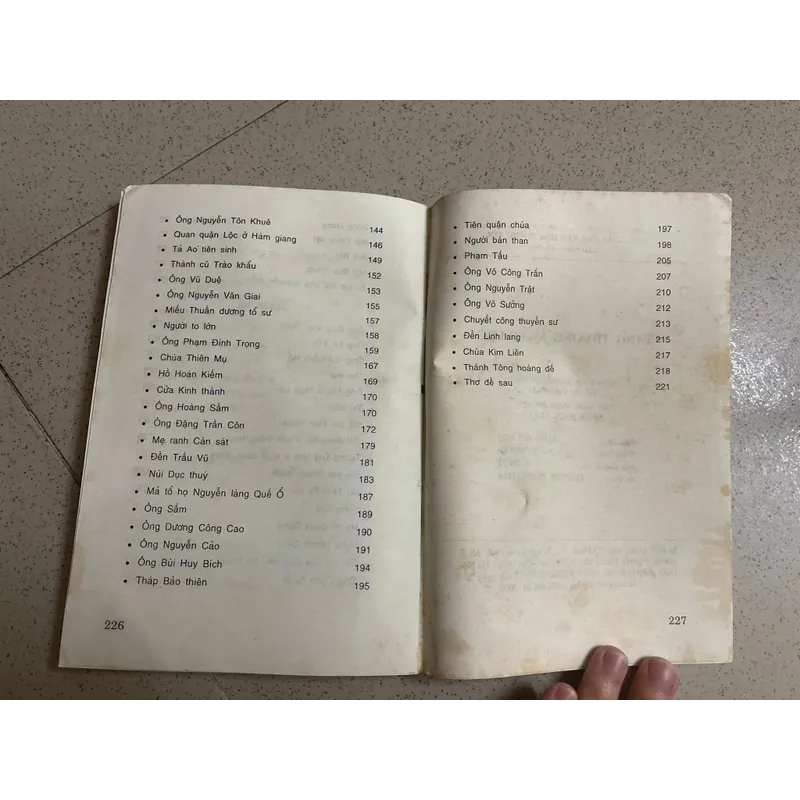 • Ông Nguyễn Tôn Khuê 144
• Quan quận Lộc ở Hàm giang 146
• Tả Ao tiên sinh 149
• Thánh cũ Trào khẩu 152
• Ông Vũ Duệ 153
• Ông Nguyễn Văn Giai 155
• Miếu Thuần dương tổ sư 157
• Người to lớn 158
• Ông Phạm Đình Trọng 159
• Chúa Thiên Mụ 167
• Hồ Hoàn Kiếm 169
• Cửa Kinh thành 170
• Ông Hoàng Sầm 170
• Ông Đặng Trần Côn 172
• Mẹ ranh Càn sát 179
• Đền Trấu Vũ 181
• Núi Dục thuý 183
• Mả tổ họ Nguyễn làng Quế Ổ 187
• Ông Sầm 189
• Ông Dương Công Cao 190
• Ông Nguyễn Cảo 191
• Ông Bùi Huy Bích 194
• Tháp Bảo thiên 195
226
• Tiên quận chúa 197
• Người bán than 198
• Phạm Tấu 205
• Ông Võ Công Trấn 207
• Ông Nguyễn Trật 210
• Ông Võ Sướng 212
• Chuyết công thuyền sư 213
• Đền Linh lang 215
• Chùa Kim Liên 217
• Thánh Tông hoàng đế 218
• Thơ đề sau 221
227